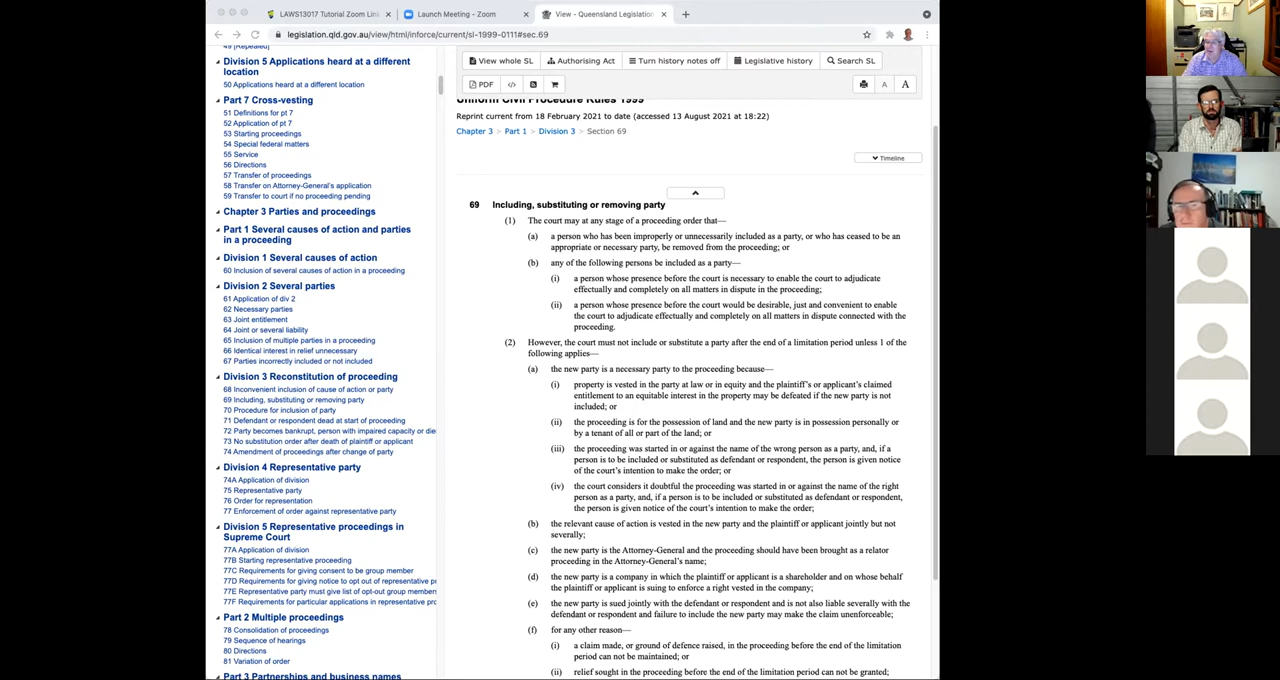 LAWS13017 Tutorial Zoom Link
Launch Meeting - Zoom
View - Queensland Legislation
legislation.qld.gov.au/view/html/inforce/current/sl-1999-0111#sec.69
49 [Repealed]
Division 5 Applications heard at a different
location
50 Applications heard at a different location
Part 7 Cross-vesting
51 Definitions for pt 7
52 Application of pt 7
53 Starting proceedings
54 Special federal matters
55 Service
56 Directions
57 Transfer of proceedings
58 Transfer on Attorney-General's application
59 Transfer to court if no proceeding pending
Chapter 3 Parties and proceedings
Part 1 Several causes of action and parties
in a proceeding
Division 1 Several causes of action
60 Inclusion of several causes of action in a proceeding
Division 2 Several parties
61 Application of div 2
62 Necessary parties
63 Joint entitlement
64 Joint or several liability
65 Inclusion of multiple parties in a proceeding
66 Identical interest in relief unnecessary
67 Parties incorrectly included or not included
Division 3 Reconstitution of proceeding
68 Inconvenient inclusion of cause of action or party
69 Including, substituting or removing party
70 Procedure for inclusion of party
71 Defendant or respondent dead at start of proceeding
72 Party becomes bankrupt, person with impaired capacity or die
73 No substitution order after death of plaintiff or applicant
74 Amendment of proceedings after change of party
Division 4 Representative party
74A Application of division
75 Representative party
76 Order for representation
77 Enforcement of order against representative party
Division 5 Representative proceedings in
Supreme Court
77A Application of division
77B Starting representative proceeding
77C Requirements for giving consent to be group member
77D Requirements for giving notice to opt out of representative pr
77E Representative party must give list of opt-out group members
77F Requirements for particular applications in representative pro
Part 2 Multiple proceedings
78 Consolidation of proceedings
79 Sequence of hearings
80 Directions
81 Variation of order
Part 3 Partnerships and business names
View whole SL
Authorising Act
Turn history notes off
Legislative history
Search SL
PDF
</>
A
A
Uniform Civil Procedure Rules 1999
Reprint current from 18 February 2021 to date (accessed 13 August 2021 at 18:22)
Chapter 3 > Part 1 > Division 3 > Section 69
Timeline
69 Including, substituting or removing party
(1) The court may at any stage of a proceeding order that—
(a) a person who has been improperly or unnecessarily included as a party, or who has ceased to be an
appropriate or necessary party, be removed from the proceeding; or
(b) any of the following persons be included as a party—
(i) a person whose presence before the court is necessary to enable the court to adjudicate
effectually and completely on all matters in dispute in the proceeding;
(ii) a person whose presence before the court would be desirable, just and convenient to enable
the court to adjudicate effectually and completely on all matters in dispute connected with the
proceeding.
(2) However, the court must not include or substitute a party after the end of a limitation period unless 1 of the
following applies—
(a) the new party is a necessary party to the proceeding because—
(i) property is vested in the party at law or in equity and the plaintiff's or applicant's claimed
entitlement to an equitable interest in the property may be defeated if the new party is not
included; or
(ii) the proceeding is for the possession of land and the new party is in possession personally or
by a tenant of all or part of the land; or
(iii) the proceeding was started in or against the name of the wrong person as a party, and, if a
person is to be included or substituted as defendant or respondent, the person is given notice
of the court's intention to make the order; or
(iv) the court considers it doubtful the proceeding was started in or against the name of the right
person as a party, and, if a person is to be included or substituted as defendant or respondent,
the person is given notice of the court's intention to make the order;
(b) the relevant cause of action is vested in the new party and the plaintiff or applicant jointly but not
severally;
(c) the new party is the Attorney-General and the proceeding should have been brought as a relator
proceeding in the Attorney-General's name;
(d) the new party is a company in which the plaintiff or applicant is a shareholder and on whose behalf
the plaintiff or applicant is suing to enforce a right vested in the company;
(e) the new party is sued jointly with the defendant or respondent and is not also liable severally with the
defendant or respondent and failure to include the new party may make the claim unenforceable;
(f) for any other reason—
(i) a claim made, or ground of defence raised, in the proceeding before the end of the limitation
period can not be maintained; or
(ii) relief sought in the proceeding before the end of the limitation period can not be granted;